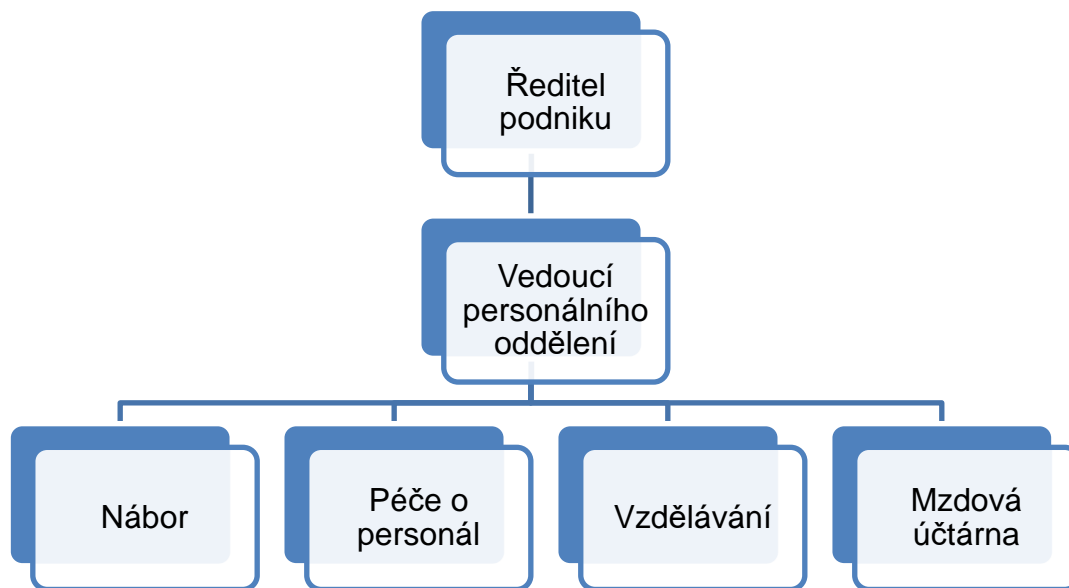 Ředitel
podniku
Vedoucí
personálního
oddělení
Nábor
Péče o
personál
Vzdělávání
Mzdová
účtárna